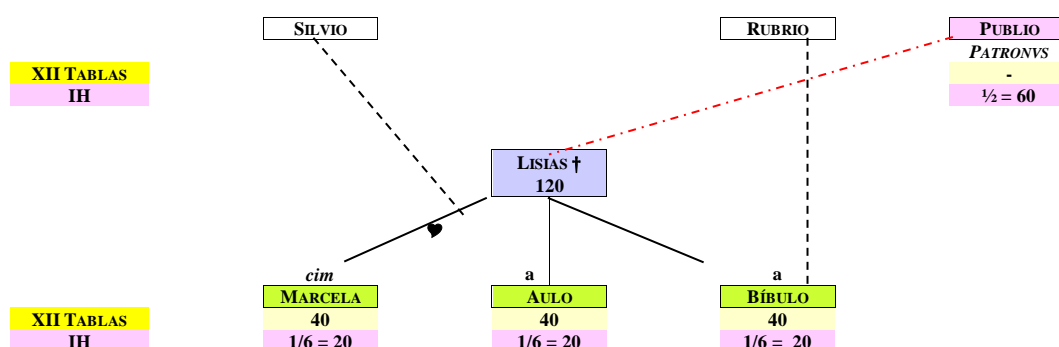 SILVIO RUBRIO PUBLIO
PATRONVS
XII TABLAS -
IH ½ = 60
LISIAS †
120
cim a a
MARCELA AULO BÍBULO
XII TABLAS 40 40 40
IH 1/6 = 20 1/6 = 20 1/6 = 20